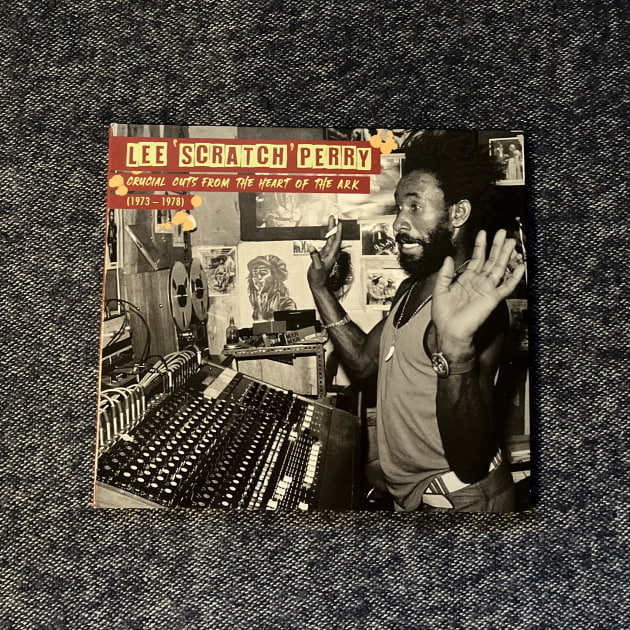 LEE 'SCRATCH' PERRY
CRUCIAL CUTS FROM THE HEART OF THE ARK
(1973 – 1978)